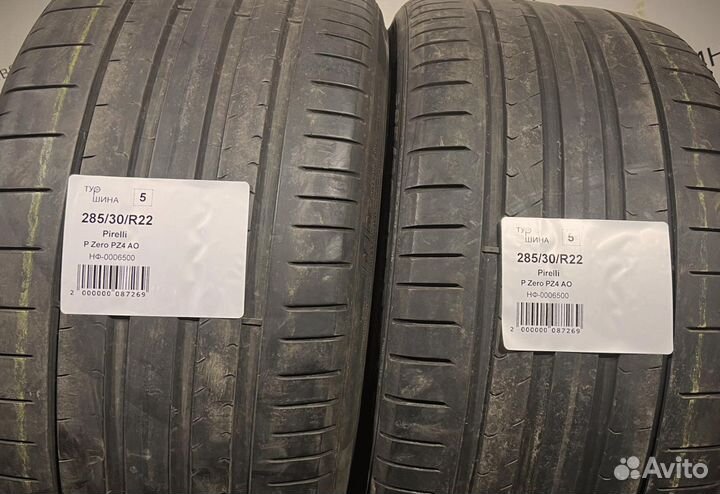 ТУР
ШИНА
5
285/30/R22
Pirelli
P Zero PZ4 AO
НФ-0006500
2 000000 087269
ТУР
ШИНА
5
285/30/R22
Pirelli
P Zero PZ4 AO
НФ-0006500
2 000000 087269
Avito